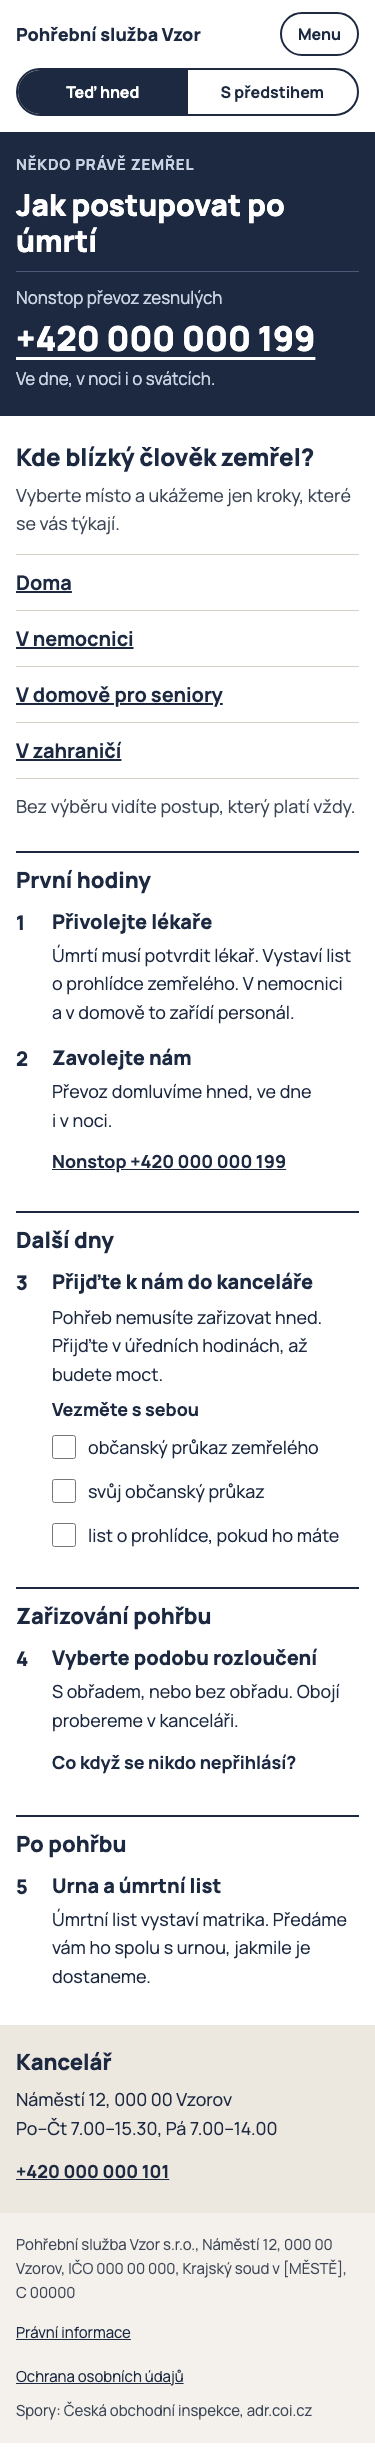 Pohřební služba Vzor
Menu
Teď hned
S předstihem
NĚKDO PRÁVĚ ZEMŘEL
Jak postupovat po
úmrtí
Nonstop převoz zesnulých
+420 000 000 199
Ve dne, v noci i o svátcích.
Kde blízký člověk zemřel?
Vyberte místo a ukážeme jen kroky, které
se vás týkají.
Doma
V nemocnici
V domově pro seniory
V zahraničí
Bez výběru vidíte postup, který platí vždy.
První hodiny
1 Přivolejte lékaře
Úmrtí musí potvrdit lékař. Vystaví list
o prohlídce zemřelého. V nemocnici
a v domově to zařídí personál.
2 Zavolejte nám
Převoz domluvíme hned, ve dne
i v noci.
Nonstop +420 000 000 199
Další dny
3 Přijďte k nám do kanceláře
Pohřeb nemusíte zařizovat hned.
Přijďte v úředních hodinách, až
budete moct.
Vezměte s sebou
občanský průkaz zemřelého
svůj občanský průkaz
list o prohlídce, pokud ho máte
Zařizování pohřbu
4 Vyberte podobu rozloučení
S obřadem, nebo bez obřadu. Obojí
probereme v kanceláři.
Co když se nikdo nepřihlásí?
Po pohřbu
5 Urna a úmrtní list
Úmrtní list vystaví matrika. Předáme
vám ho spolu s urnou, jakmile je
dostaneme.
Kancelář
Náměstí 12, 000 00 Vzorov
Po–Čt 7.00–15.30, Pá 7.00–14.00
+420 000 000 101
Pohřební služba Vzor s.r.o., Náměstí 12, 000 00
Vzorov, IČO 000 00 000, Krajský soud v [MĚSTĚ],
C 00000
Právní informace
Ochrana osobních údajů
Spory: Česká obchodní inspekce, adr.coi.cz